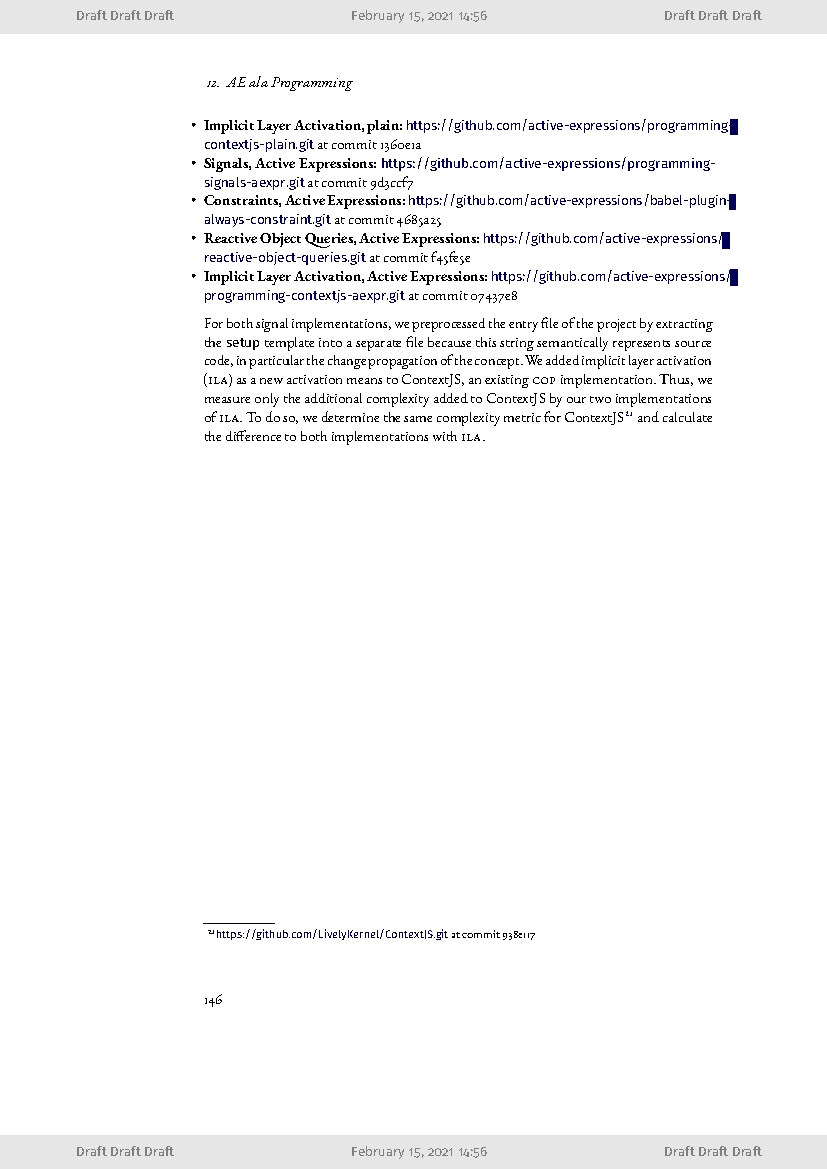 Draft Draft Draft February 15, 2021 14:56 Draft Draft Draft
12. AE ala Programming
• Implicit Layer Activation, plain: https://github.com/active-expressions/programming-
contextjs-plain.git at commit 1360e1a
• Signals, Active Expressions: https://github.com/active-expressions/programming-
signals-aexpr.git at commit 9d3ccf7
• Constraints, Active Expressions: https://github.com/active-expressions/babel-plugin-
always-constraint.git at commit 4685a25
• Reactive Object Queries, Active Expressions: https://github.com/active-expressions/
reactive-object-queries.git at commit f45fe5e
• Implicit Layer Activation, Active Expressions: https://github.com/active-expressions/
programming-contextjs-aexpr.git at commit 07437e8
For both signal implementations, we preprocessed the entry file of the project by extracting
the setup template into a separate file because this string semantically represents source
code, in particular the change propagation of the concept. We added implicit layer activation
(ILA) as a new activation means to ContextJS, an existing COP implementation. Thus, we
measure only the additional complexity added to ContextJS by our two implementations
of ILA. To do so, we determine the same complexity metric for ContextJS21 and calculate
the difference to both implementations with ILA.
21 https://github.com/LivelyKernel/ContextJS.git at commit 938e117
146
Draft Draft Draft February 15, 2021 14:56 Draft Draft Draft